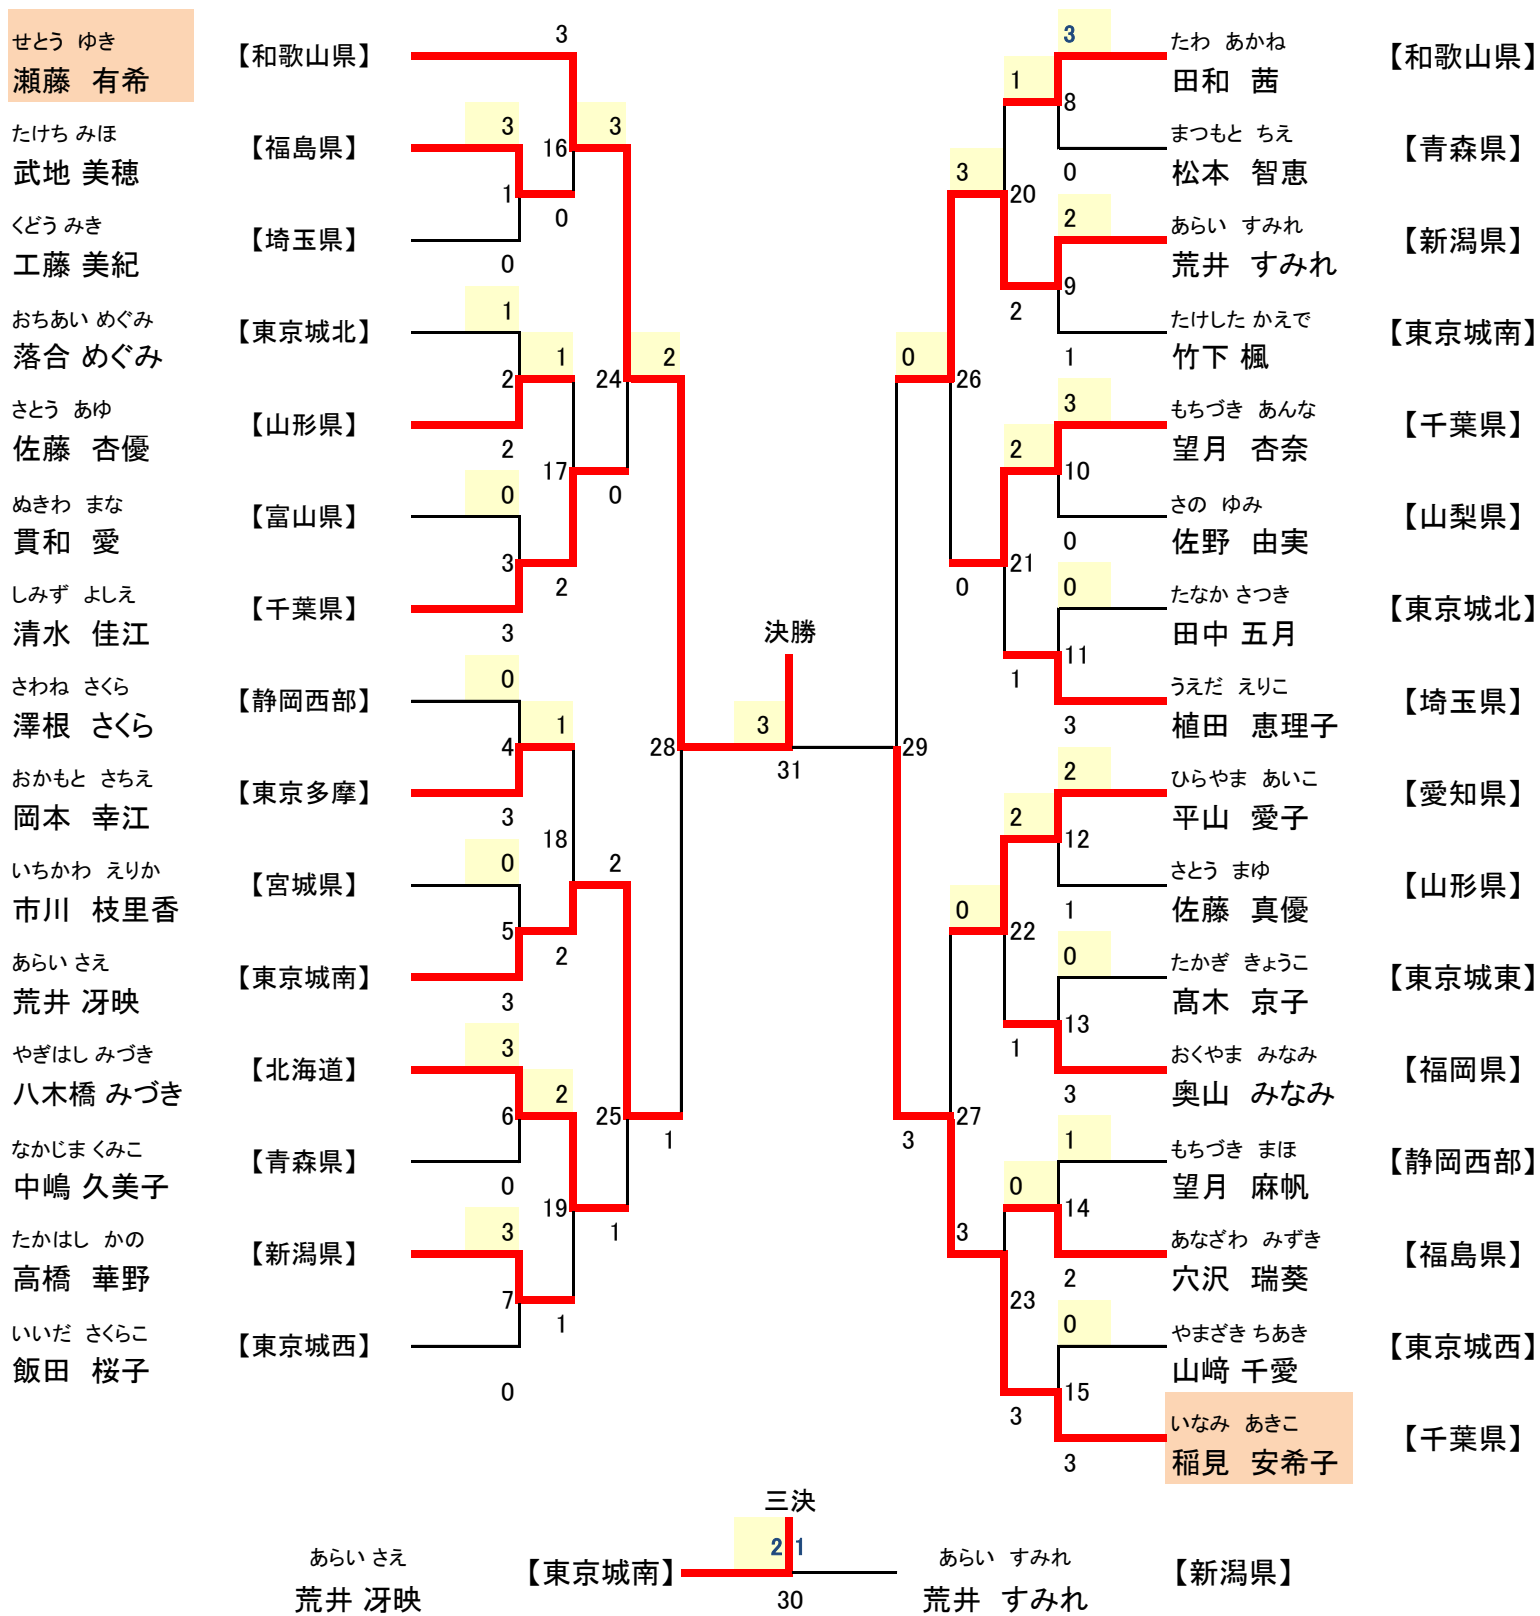 せとう ゆき
瀬藤 有希
【和歌山県】
3
たけち みほ
武地 美穂
【福島県】
3
3
16
1
0
くどう みき
工藤 美紀
【埼玉県】
0
おちあい めぐみ
落合 めぐみ
【東京城北】
1
1
2
24
2
さとう あゆ
佐藤 杏優
【山形県】
2
17
0
ぬきわ まな
貫和 愛
【富山県】
0
3
2
しみず よしえ
清水 佳江
【千葉県】
3
さわね さくら
澤根 さくら
【静岡西部】
0
1
4
28
おかもと さちえ
岡本 幸江
【東京多摩】
3
18
2
いちかわ えりか
市川 枝里香
【宮城県】
0
5
2
あらい さえ
荒井 冴映
【東京城南】
3
やぎはし みづき
八木橋 みづき
【北海道】
3
2
6
25
1
なかじま くみこ
中嶋 久美子
【青森県】
0
19
1
たかはし かの
高橋 華野
【新潟県】
3
7
1
いいだ さくらこ
飯田 桜子
【東京城西】
0
決勝
3
31
3
たわ あかね
田和 茜
【和歌山県】
1
8
まつもと ちえ
松本 智恵
【青森県】
0
3
20
2
あらい すみれ
荒井 すみれ
【新潟県】
9
2
たけした かえで
竹下 楓
【東京城南】
1
0
26
3
もちづき あんな
望月 杏奈
【千葉県】
2
10
さの ゆみ
佐野 由実
【山梨県】
0
21
0
0
たなか さつき
田中 五月
【東京城北】
11
1
うえだ えりこ
植田 恵理子
【埼玉県】
3
29
2
ひらやま あいこ
平山 愛子
【愛知県】
2
12
さとう まゆ
佐藤 真優
【山形県】
1
0
22
0
たかぎ きょうこ
髙木 京子
【東京城東】
13
1
おくやま みなみ
奥山 みなみ
【福岡県】
3
27
3
1
もちづき まほ
望月 麻帆
【静岡西部】
0
14
3
あなざわ みずき
穴沢 瑞葵
【福島県】
2
23
0
やまざき ちあき
山﨑 千愛
【東京城西】
15
3
いなみ あきこ
稲見 安希子
【千葉県】
3
三決
あらい さえ
荒井 冴映
【東京城南】
2 1
30
あらい すみれ
荒井 すみれ
【新潟県】